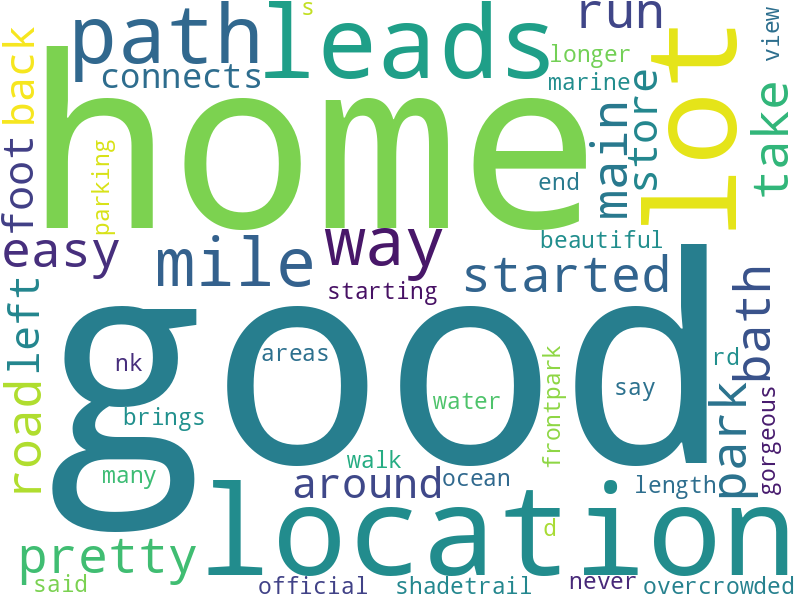 s
path
leads
run
view
back
connects
longer
marine
home
lot
take
store
main
foot
parking
end
way
beautiful
easy
mile
started
starting
left
bath
nk
areas
frontpark
rd
say
good
road
brings
water
park
gorgeous
many
walk
around
ocean
length
location
d
pretty
said
official
shadetrail
never
overcrowded